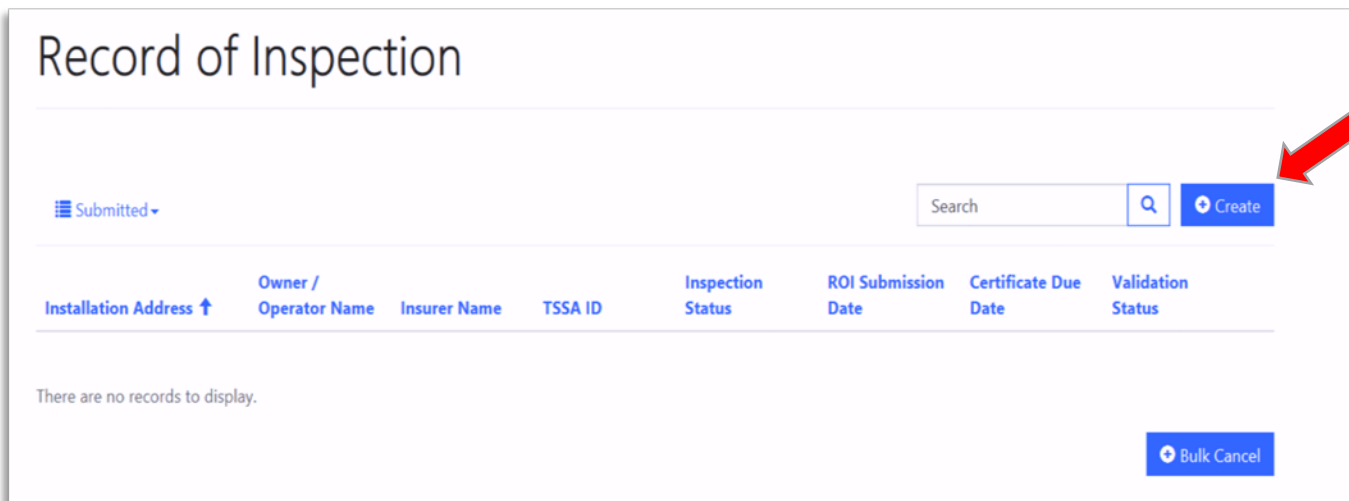 Record of Inspection
Submitted
Search
Create
Installation Address
Owner /
Operator Name
Insurer Name
TSSA ID
Inspection
Status
ROI Submission
Date
Certificate Due
Date
Validation
Status
There are no records to display.
Bulk Cancel